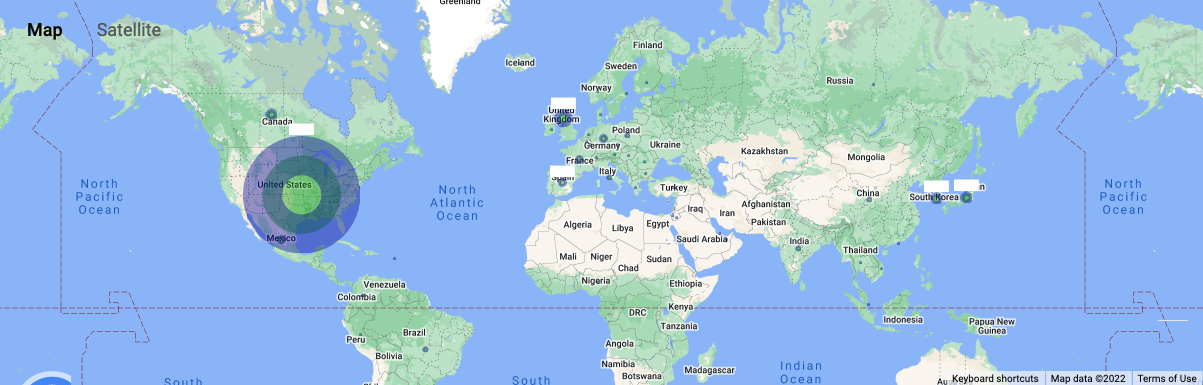 Greenland
Map
Satellite
Iceland
Finland
Sweden
Norway
Russia
Canada
United
Kingdom
Poland
Germany
Ukraine
France
Italy
Spain
Kazakhstan
Mongolia
North
Pacific
Ocean
United States
North
Atlantic
Ocean
Turkey
China
South Korea
North
Pacific
Ocean
Iraq
Iran
Afghanistan
Pakistan
Algeria
Libya
Egypt
Saudi Arabia
Mexico
India
Thailand
Mali
Niger
Chad
Sudan
Nigeria
Ethiopia
Venezuela
Colombia
Kenya
DRC
Tanzania
Indonesia
Papua New
Guinea
Brazil
Peru
Bolivia
Angola
Namibia
Botswana
Madagascar
Indian
Ocean
South
South
Au
Keyboard shortcuts
Map data ©2022
Terms of Use